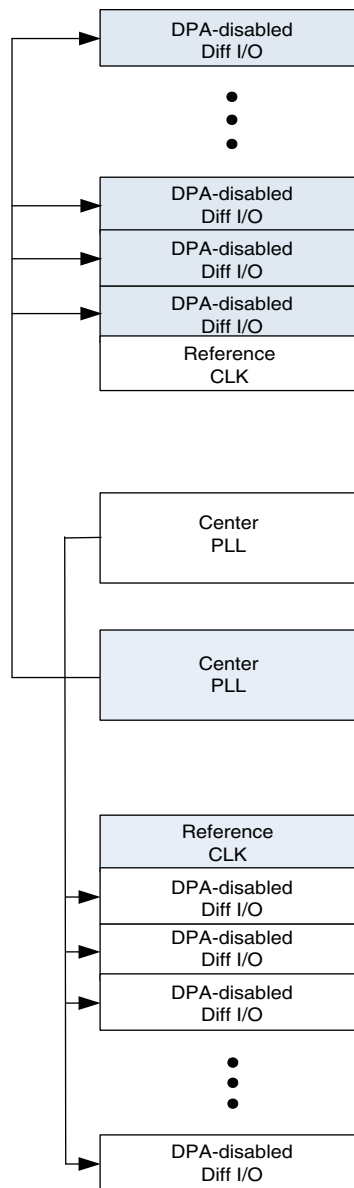 DPA-disabled
Diff I/O
DPA-disabled
Diff I/O
DPA-disabled
Diff I/O
DPA-disabled
Diff I/O
Reference
CLK
Center
PLL
Center
PLL
Reference
CLK
DPA-disabled
Diff I/O
DPA-disabled
Diff I/O
DPA-disabled
Diff I/O
DPA-disabled
Diff I/O